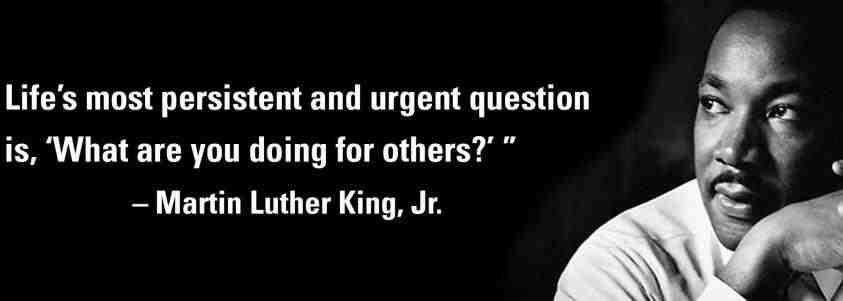 Life’s most persistent and urgent question
is, ‘What are you doing for others?’ ”
– Martin Luther King, Jr.